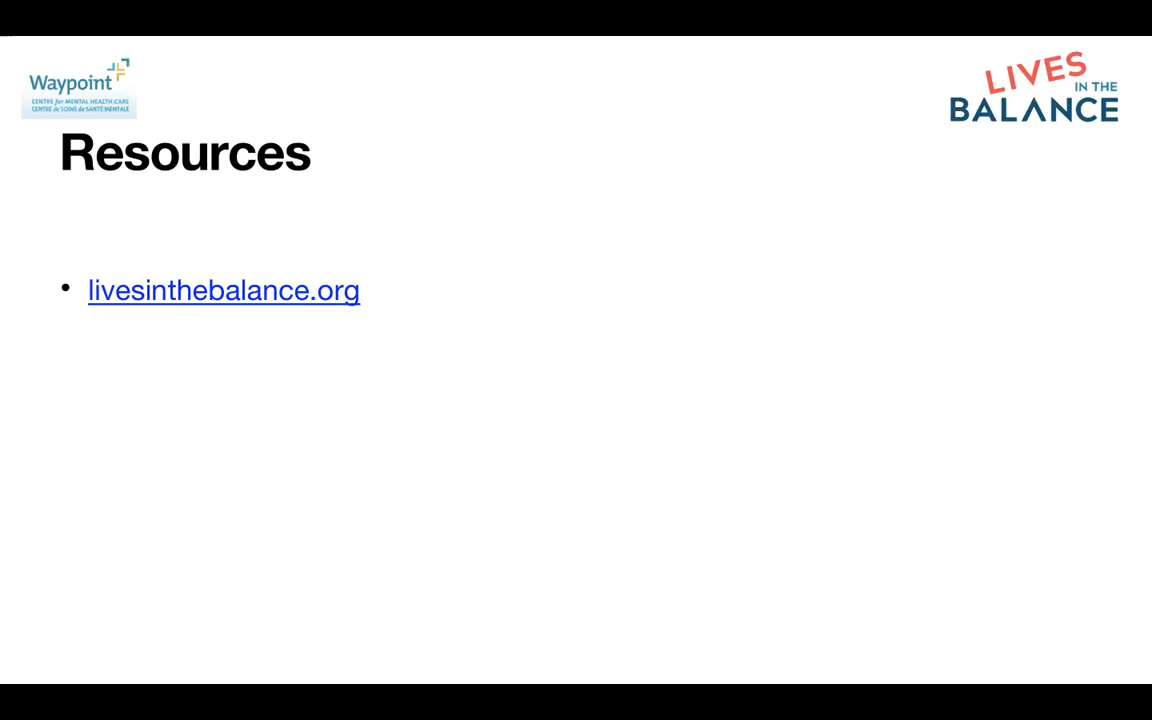 Waypoint
CENTRE for MENTAL HEALTH CARE
CENTRE de SOINS de SANTÉ MENTALE
LIVES
IN THE
BALANCE
Resources
• livesinthebalance.org